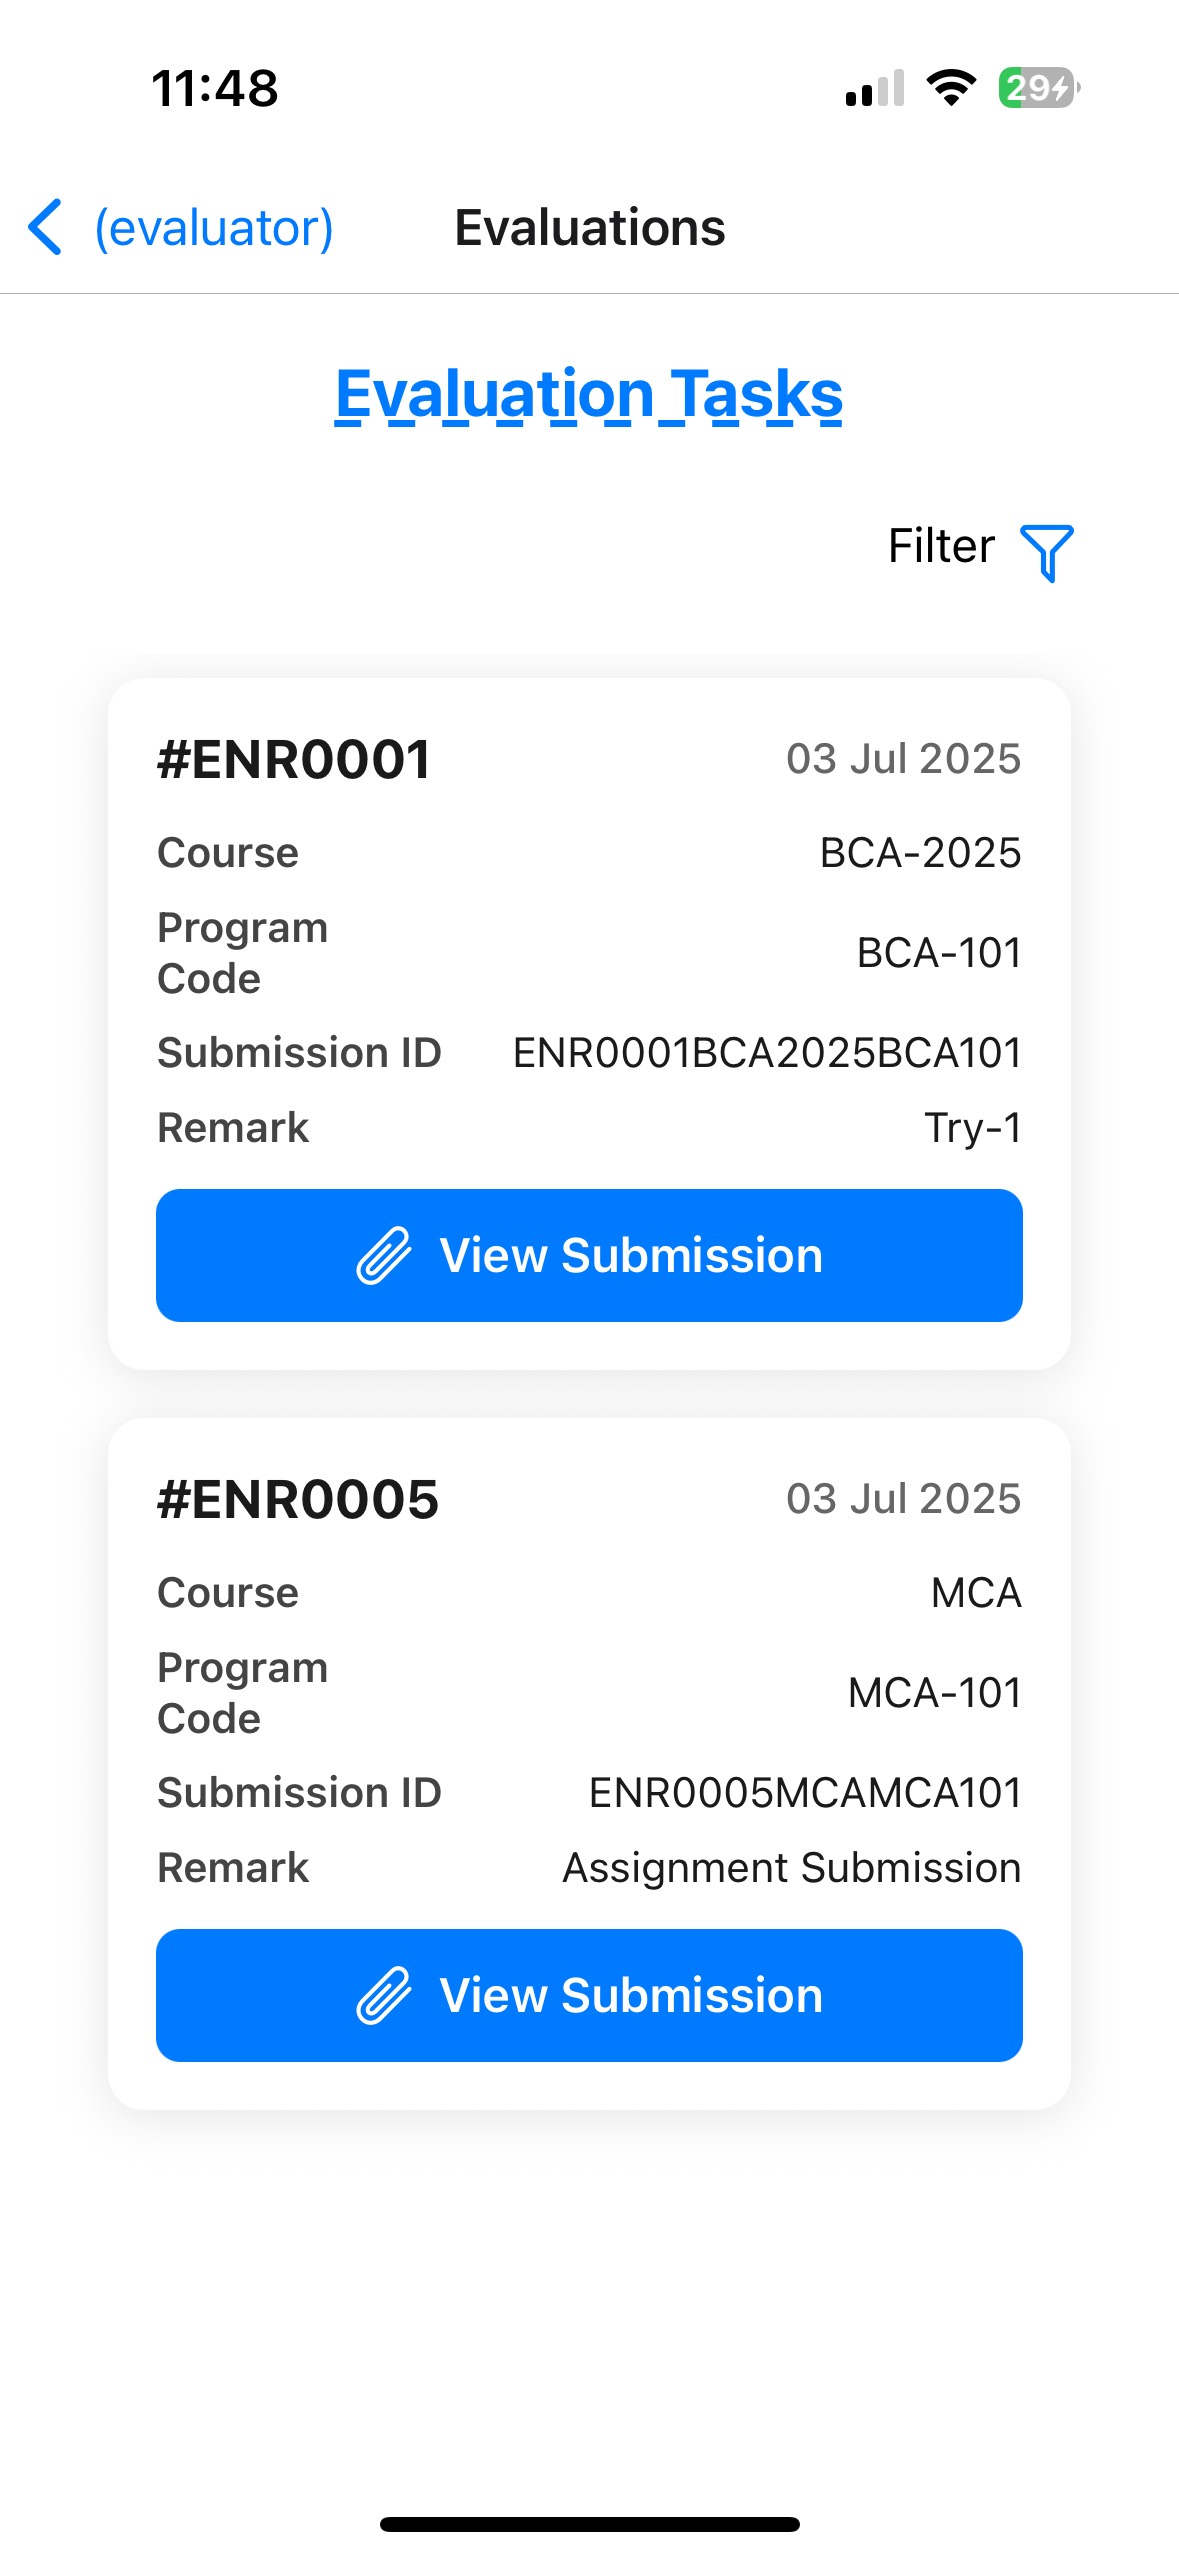 11:48
29
(evaluator)
Evaluations
Evaluation Tasks
Filter
#ENR0001
03 Jul 2025
Course
BCA-2025
Program
Code
BCA-101
Submission ID
ENR0001BCA2025BCA101
Remark
Try-1
View Submission
#ENR0005
03 Jul 2025
Course
MCA
Program
Code
MCA-101
Submission ID
ENR0005MCAMCA101
Remark
Assignment Submission
View Submission